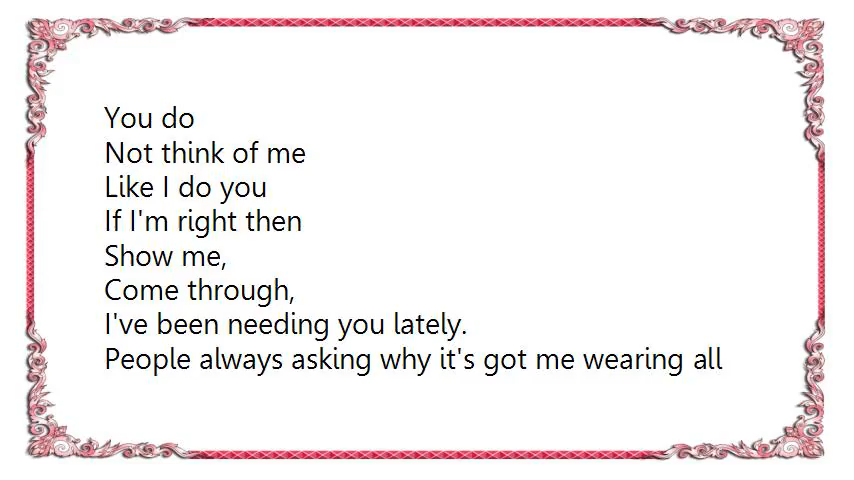 You do
Not think of me
Like I do you
If I'm right then
Show me,
Come through,
I've been needing you lately.
People always asking why it's got me wearing all